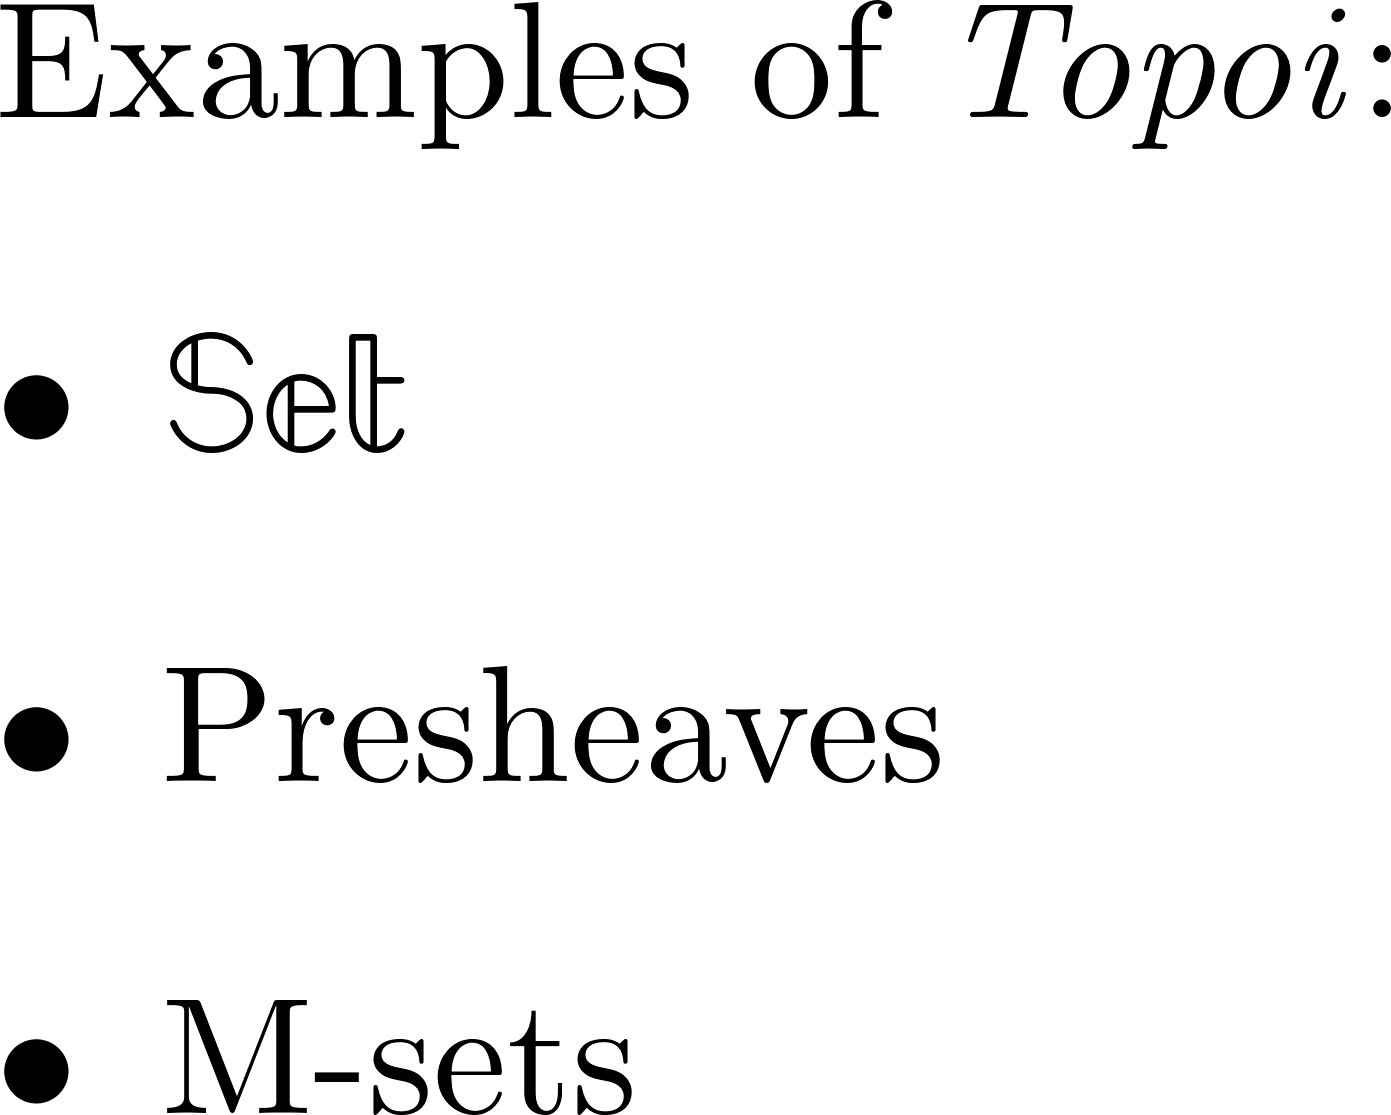 Examples of Topoi:
• 𝕊𝕖𝕥
• Presheaves
• M-sets